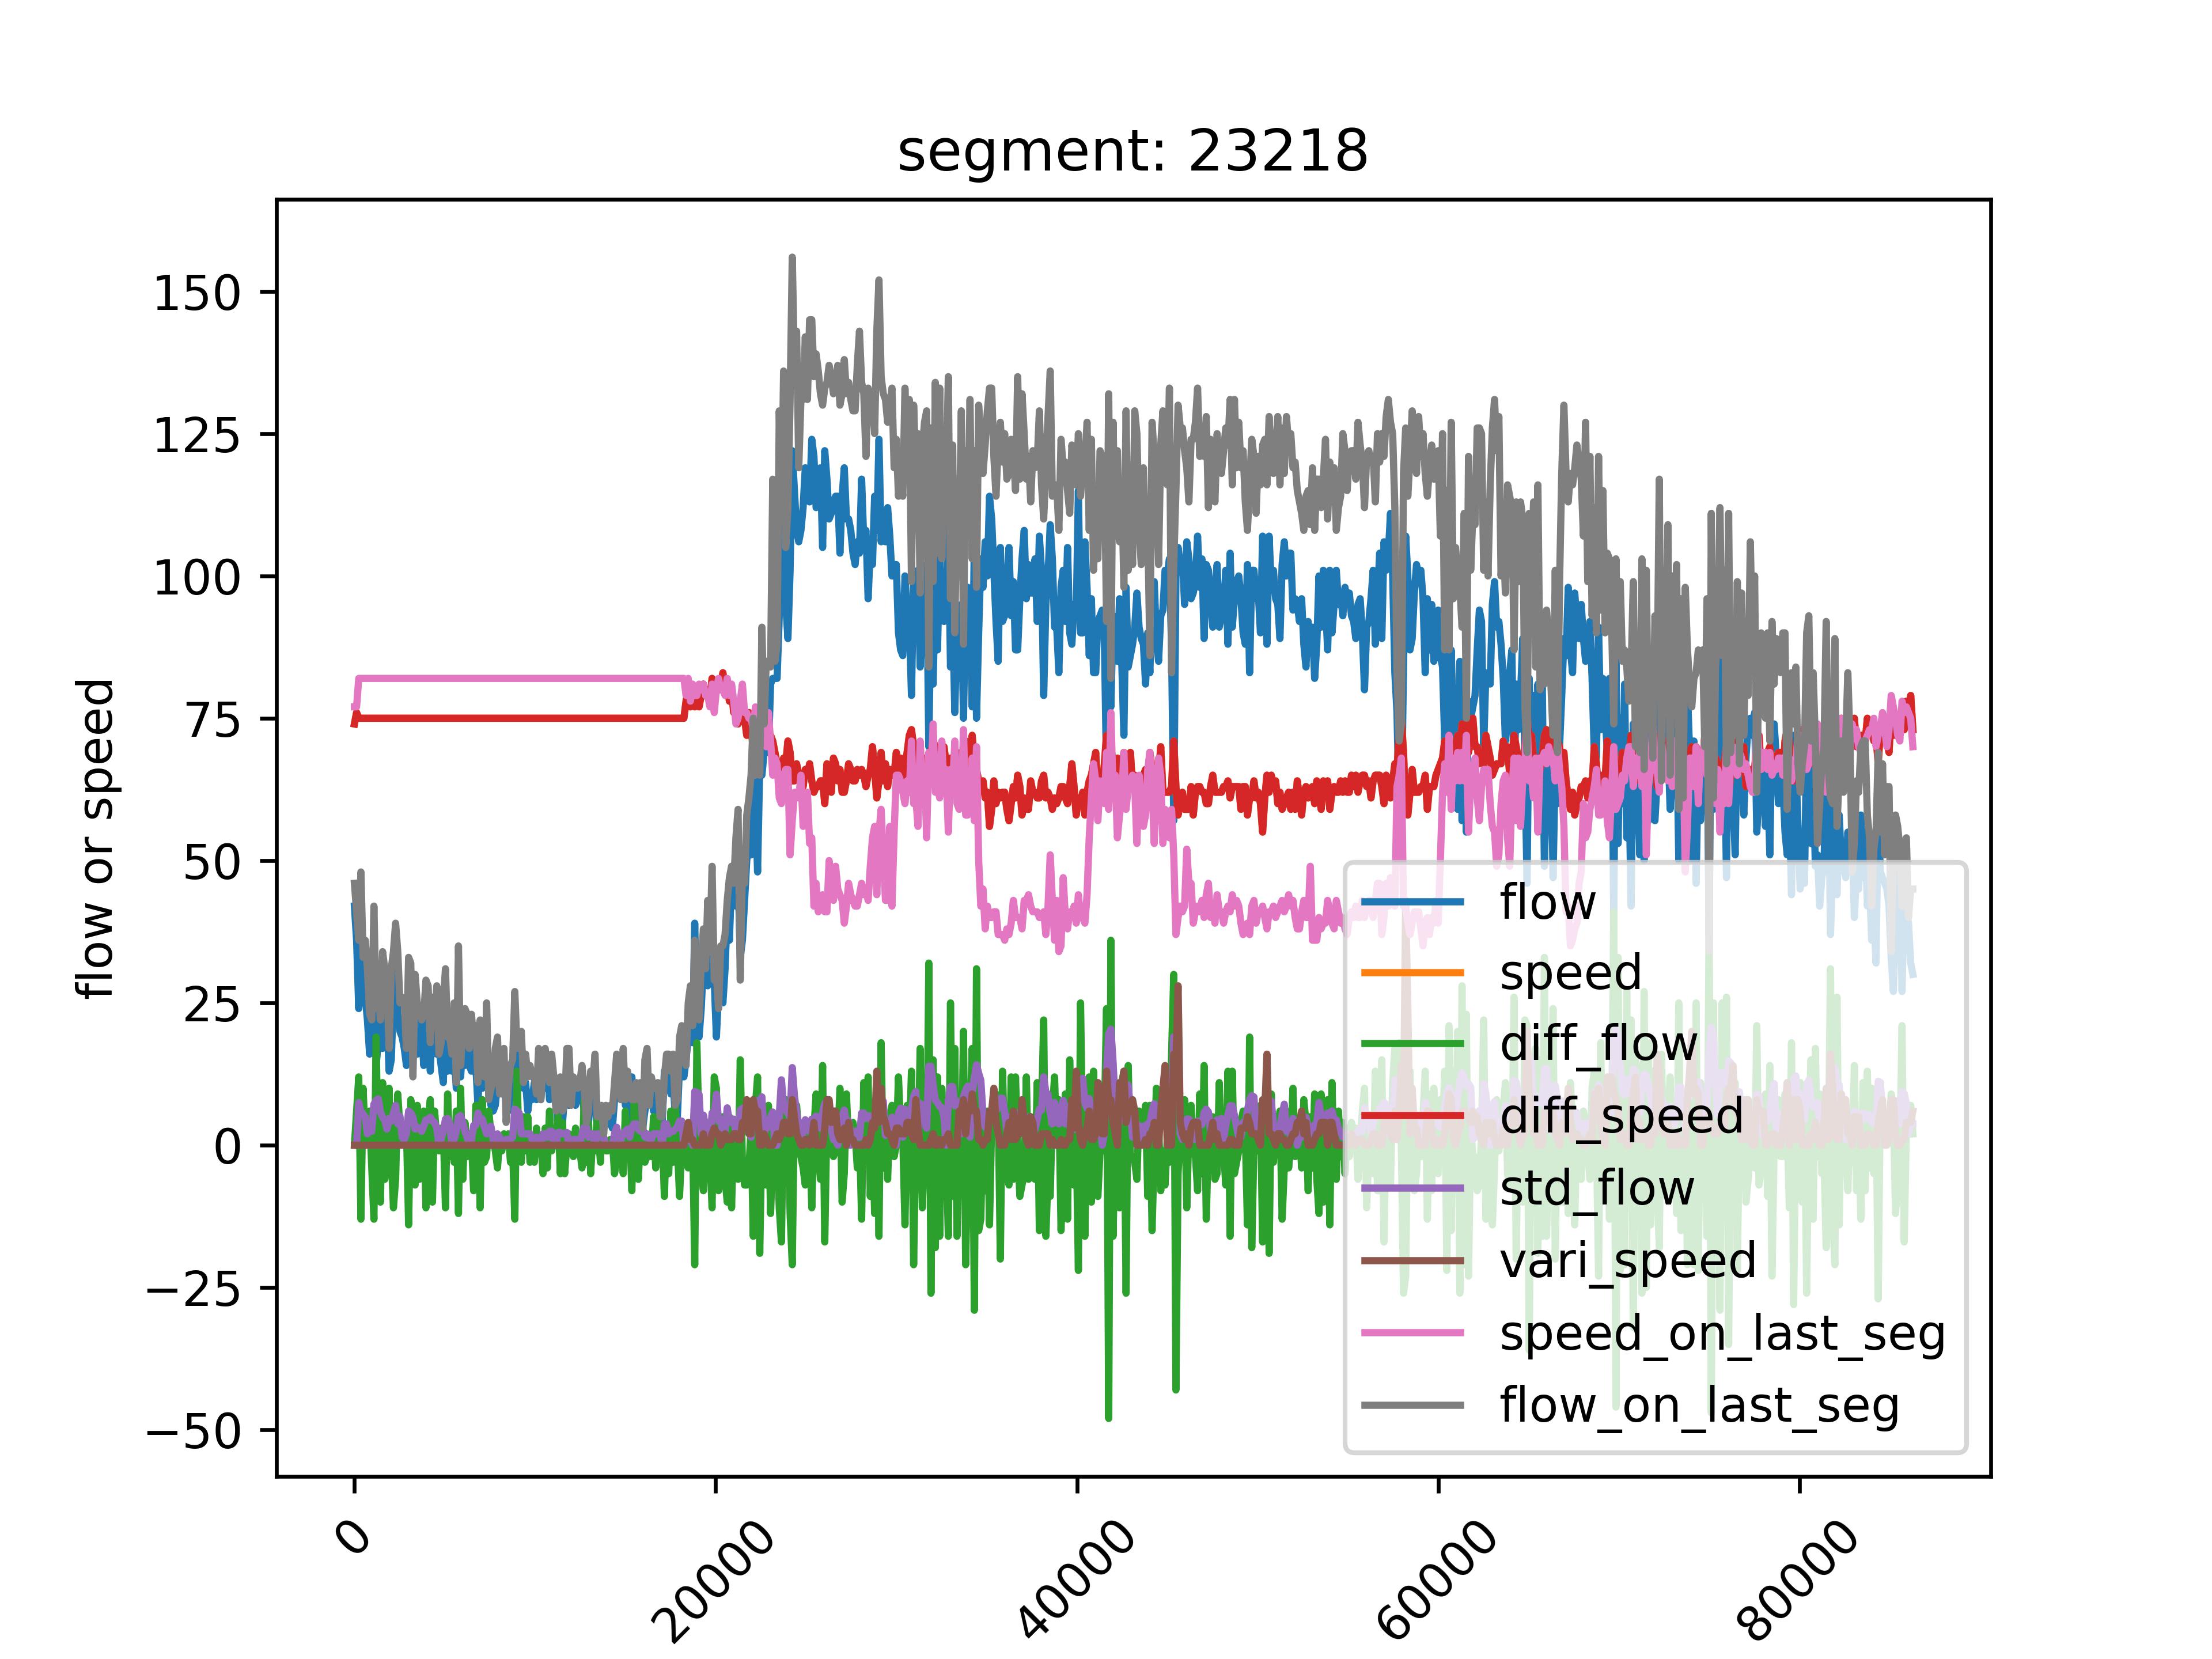 segment: 23218
flow or speed
150
125
100
75
50
25
0
−25
−50
0
20000
40000
60000
80000
flow
speed
diff_flow
diff_speed
std_flow
vari_speed
speed_on_last_seg
flow_on_last_seg